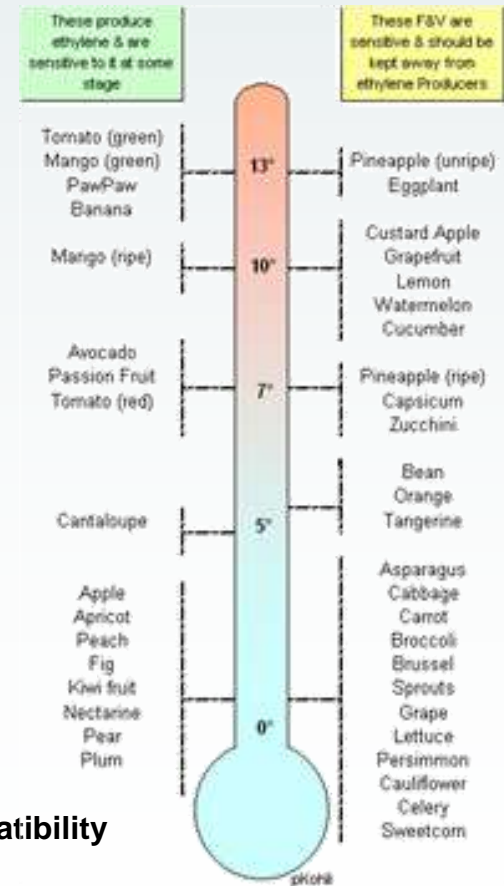 These produce
ethylene & are
sensitive to it at some
stage
These F&V are
sensitive & should be
kept away from
ethylene Producers
Tomato (green)
Mango (green)
PawPaw
Banana
13°
Pineapple (unripe)
Eggplant
Mango (ripe)
10°
Custard Apple
Grapefruit
Lemon
Watermelon
Cucumber
Avocado
Passion Fruit
Tomato (red)
7°
Pineapple (ripe)
Capsicum
Zucchini
Cantaloupe
5°
Bean
Orange
Tangerine
Apple
Apricot
Peach
Fig
Kiwi fruit
Nectarine
Pear
Plum
0°
Asparagus
Cabbage
Carrot
Broccoli
Brussel
Sprouts
Grape
Lettuce
Persimmon
Cauliflower
Celery
Sweetcorn
atibility